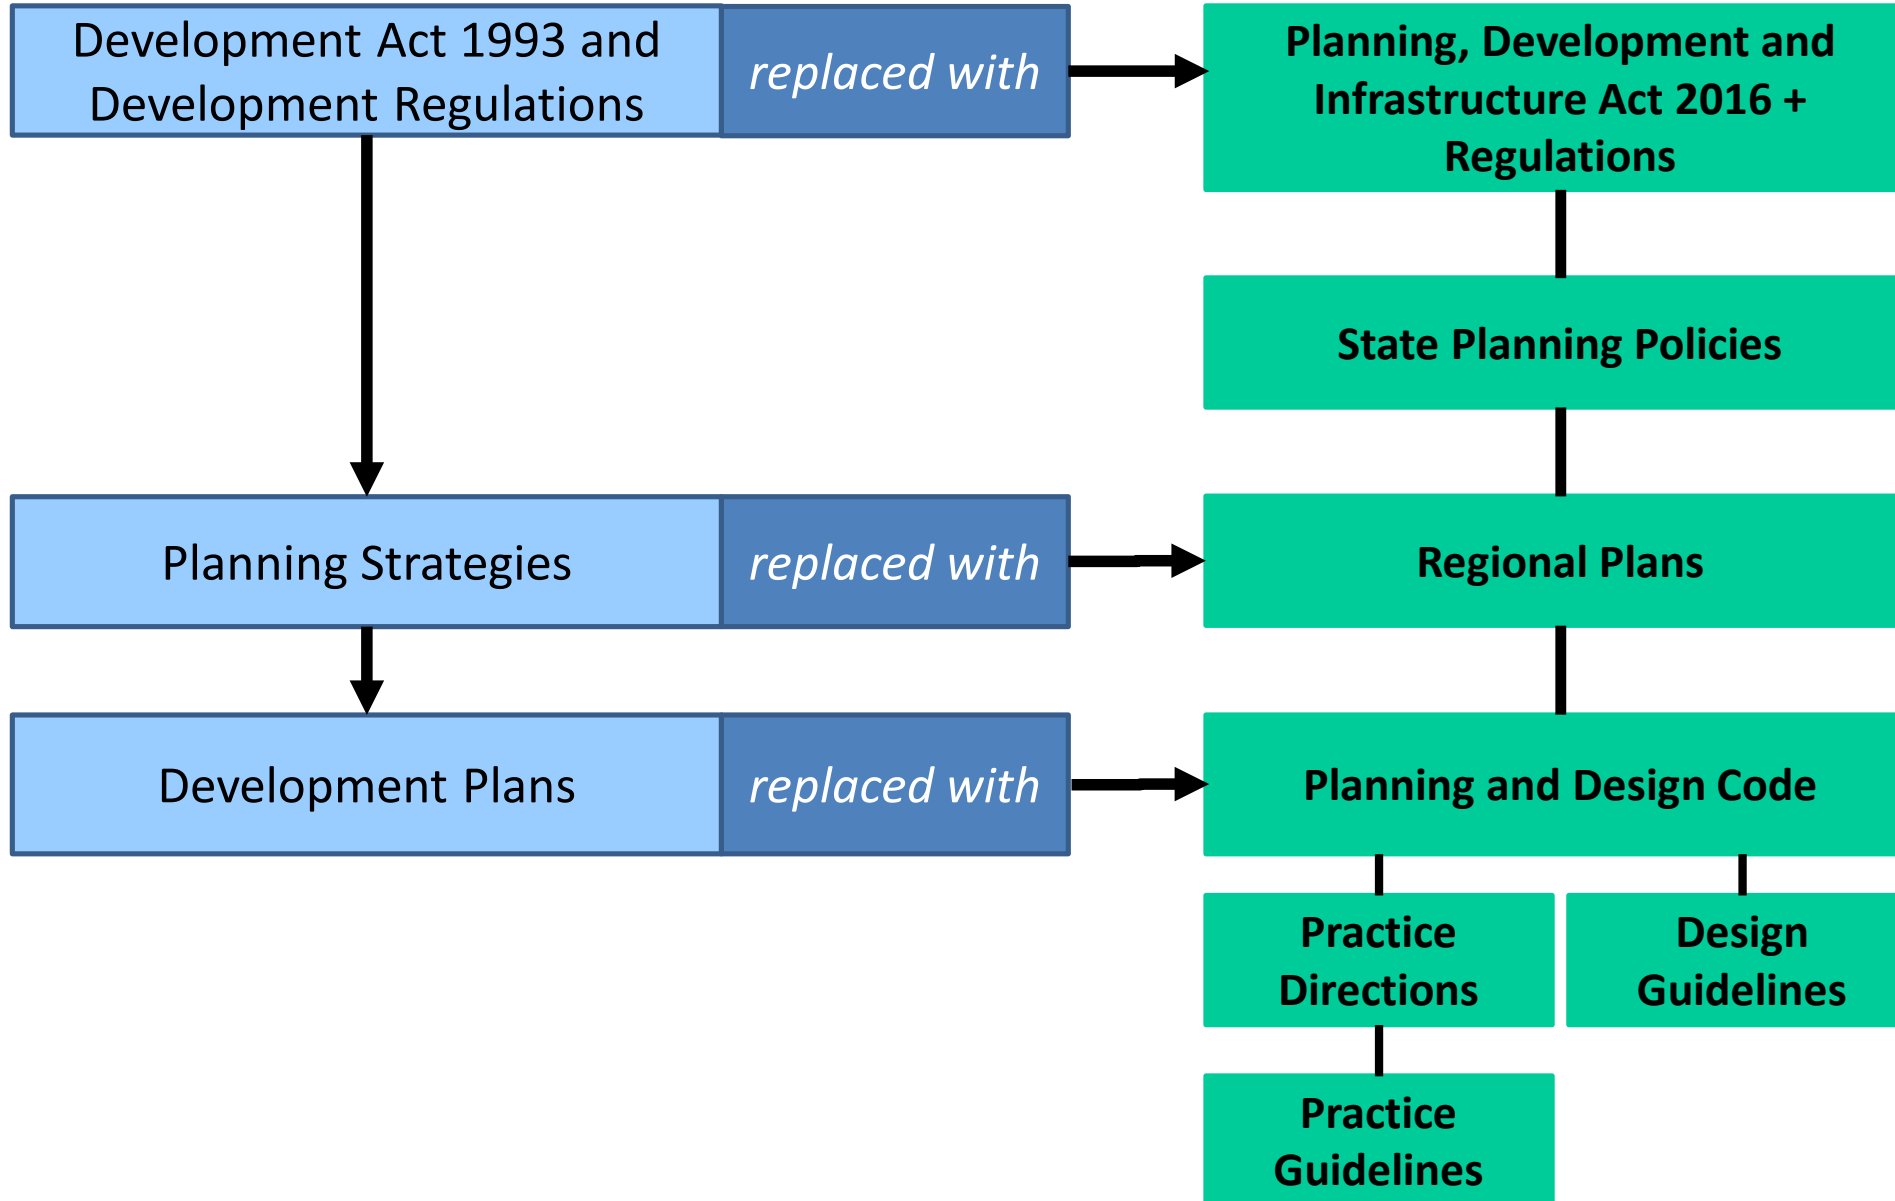 Development Act 1993 and
Development Regulations
replaced with
Planning, Development and
Infrastructure Act 2016 +
Regulations
State Planning Policies
Planning Strategies
replaced with
Regional Plans
Development Plans
replaced with
Planning and Design Code
Practice
Directions
Design
Guidelines
Practice
Guidelines